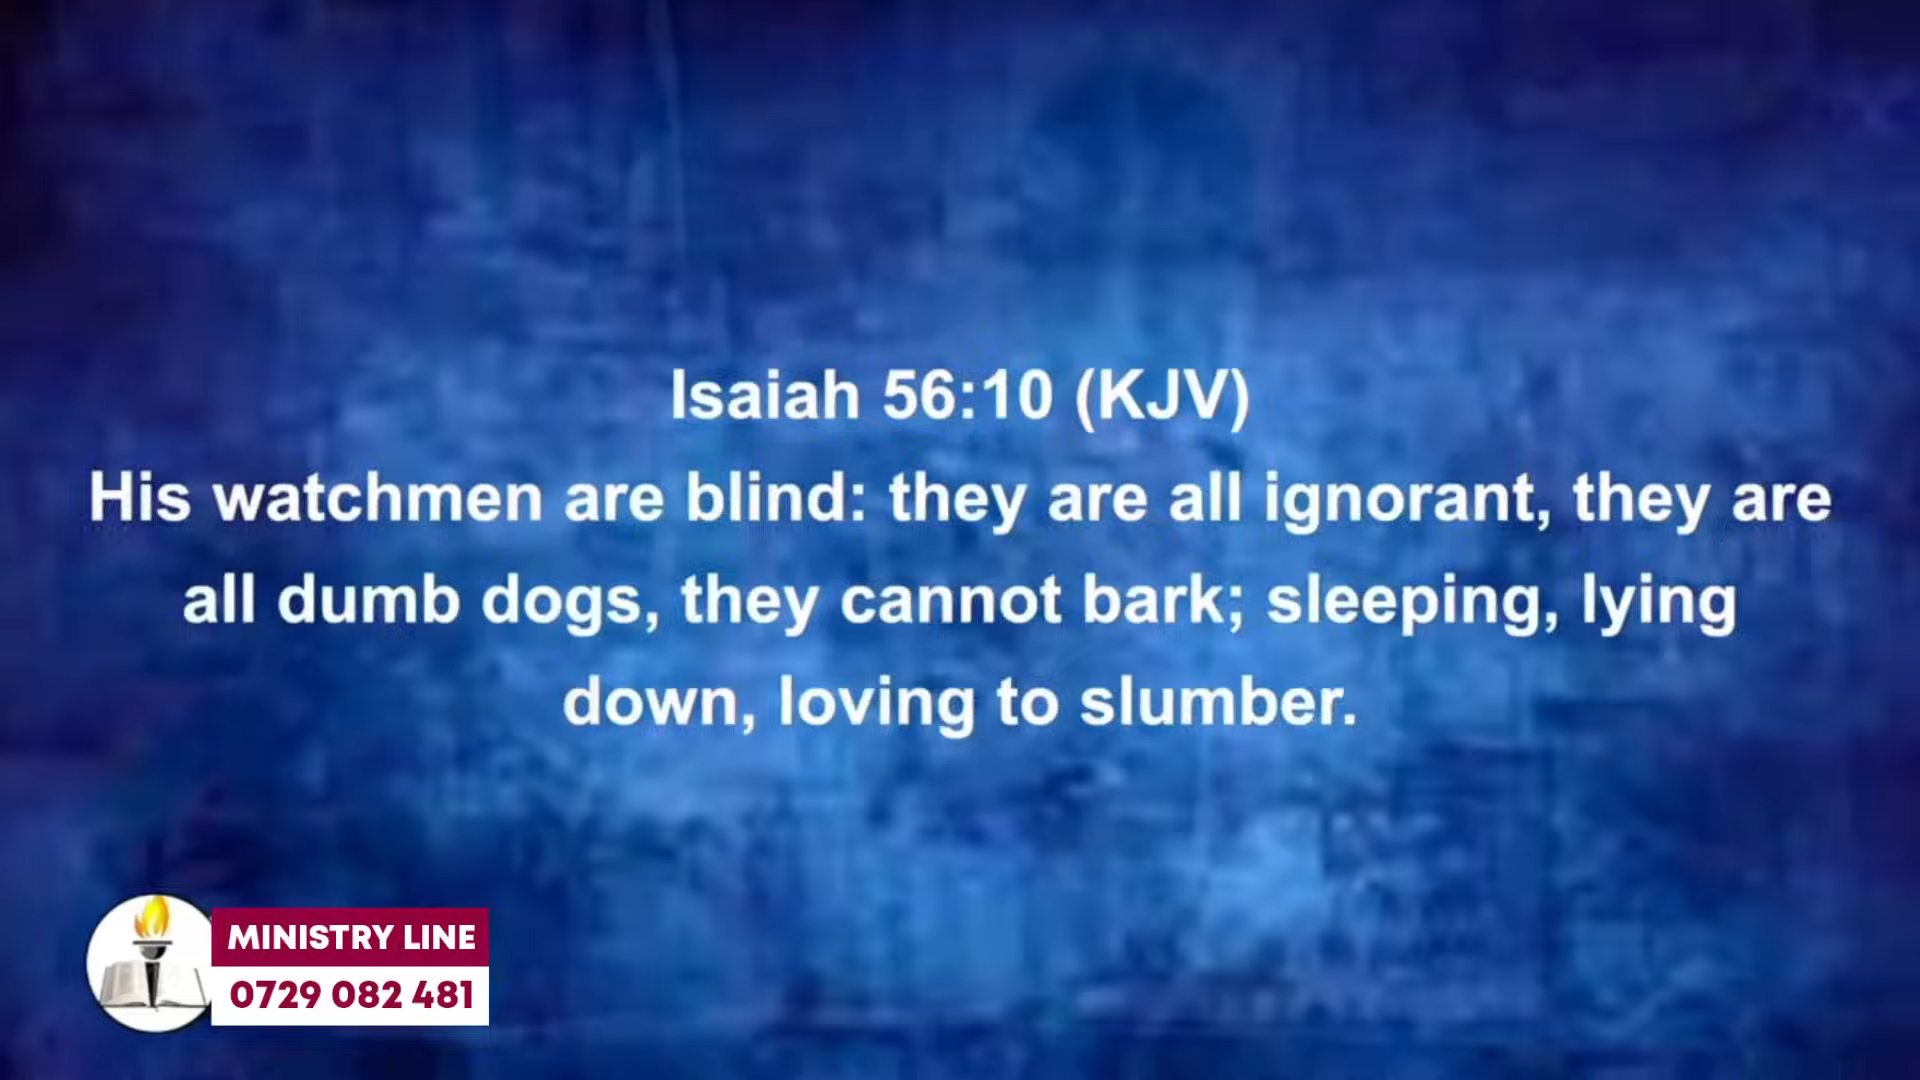 Isaiah 56:10 (KJV)
His watchmen are blind: they are all ignorant, they are
all dumb dogs, they cannot bark; sleeping, lying
down, loving to slumber.
MINISTRY LINE
0729 082 481